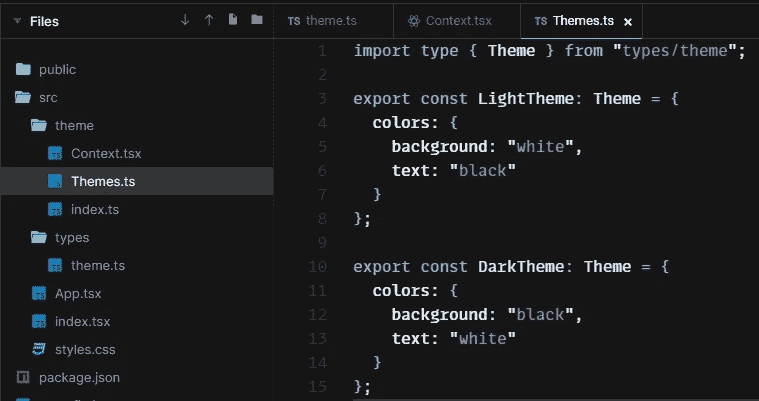 Files
public
src
theme
Context.tsx
Themes.ts
index.ts
types
theme.ts
App.tsx
index.tsx
styles.css
package.json
TS theme.ts
Context.tsx
TS Themes.ts ×
1 import type { Theme } from "types/theme";
2
3 export const LightTheme: Theme = {
4 colors: {
5 background: "white",
6 text: "black"
7 }
8 };
9
10 export const DarkTheme: Theme = {
11 colors: {
12 background: "black",
13 text: "white"
14 }
15 };